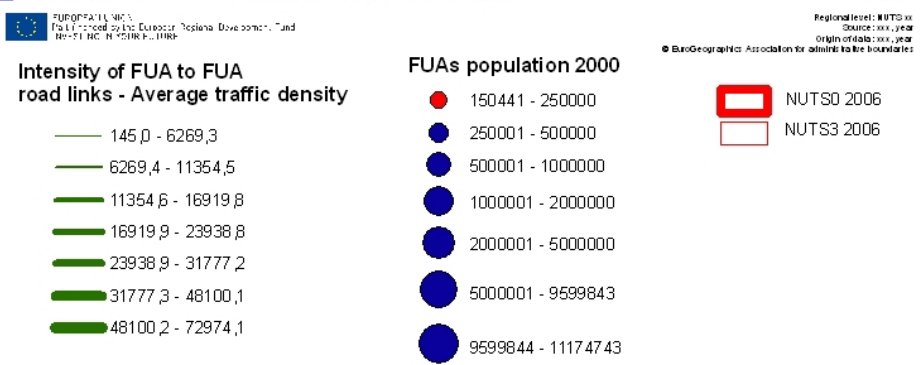 EUROPEAN UNION
Part-financed by the European Regional Development Fund
INVESTING IN YOUR FUTURE
Regional level: NUTS xx
Source: xxx, year
Origin of data: xxx, year
© EuroGeographics Association for administrative boundaries
Intensity of FUA to FUA
road links - Average traffic density
145,0 - 6269,3
6269,4 - 11354,5
11354,6 - 16919,8
16919,9 - 23938,8
23938,9 - 31777,2
31777,3 - 48100,1
48100,2 - 72974,1
FUAs population 2000
150441 - 250000
250001 - 500000
500001 - 1000000
1000001 - 2000000
2000001 - 5000000
5000001 - 9599843
9599844 - 11174743
NUTS0 2006
NUTS3 2006